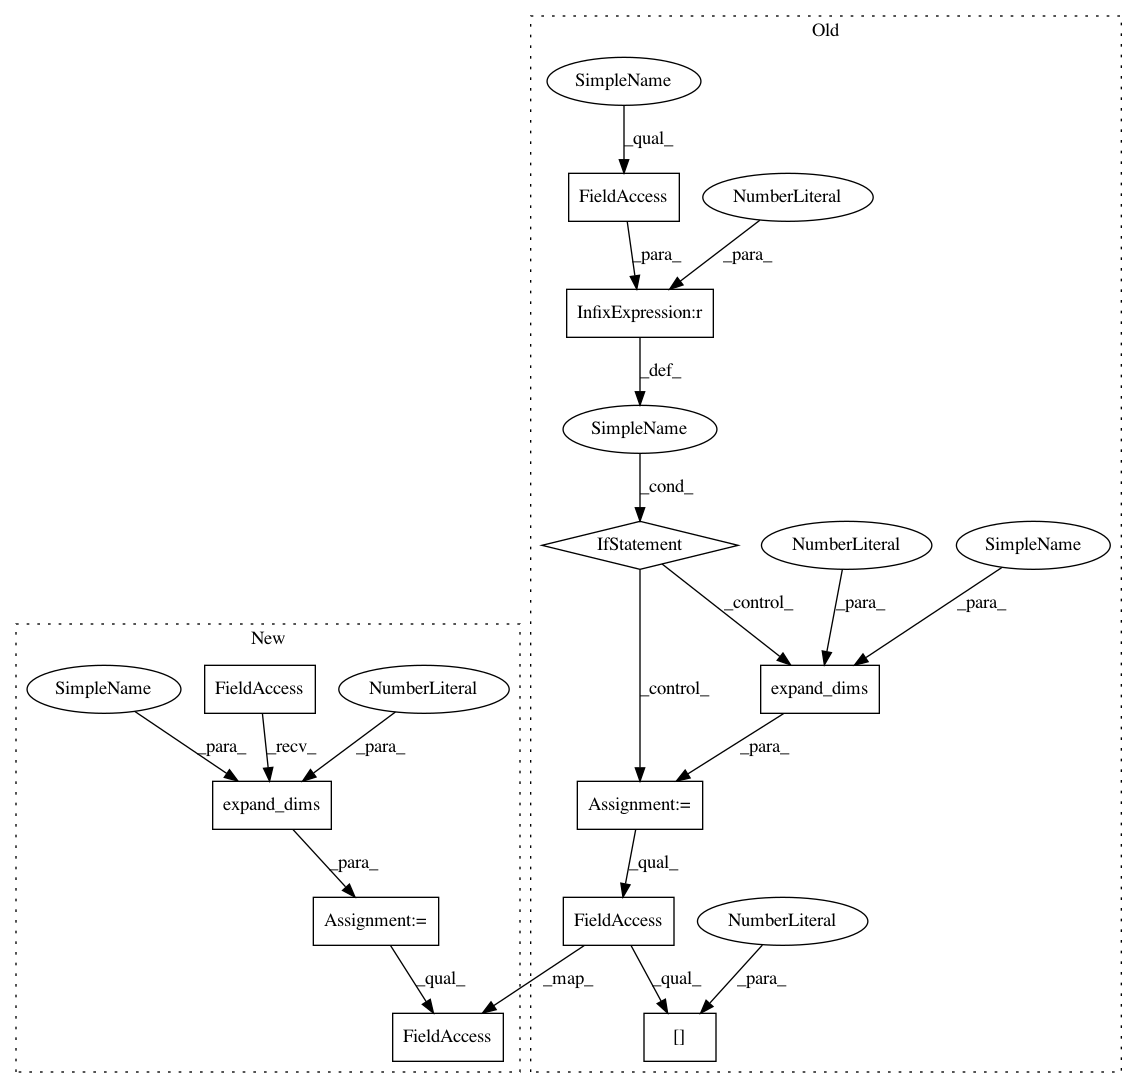 Old
SimpleName
_qual_
FieldAccess
NumberLiteral
_para_
_para_
InfixExpression:r
_def_
SimpleName
_cond_
IfStatement
NumberLiteral
SimpleName
_control_
_para_
_para_
New
SimpleName
FieldAccess
NumberLiteral
expand_dims
_control_
_para_
_recv_
_para_
_para_
expand_dims
Assignment:=
_para_
_qual_
Assignment:=
FieldAccess
NumberLiteral
_qual_
_map_
_qual_
_para_
FieldAccess
[]